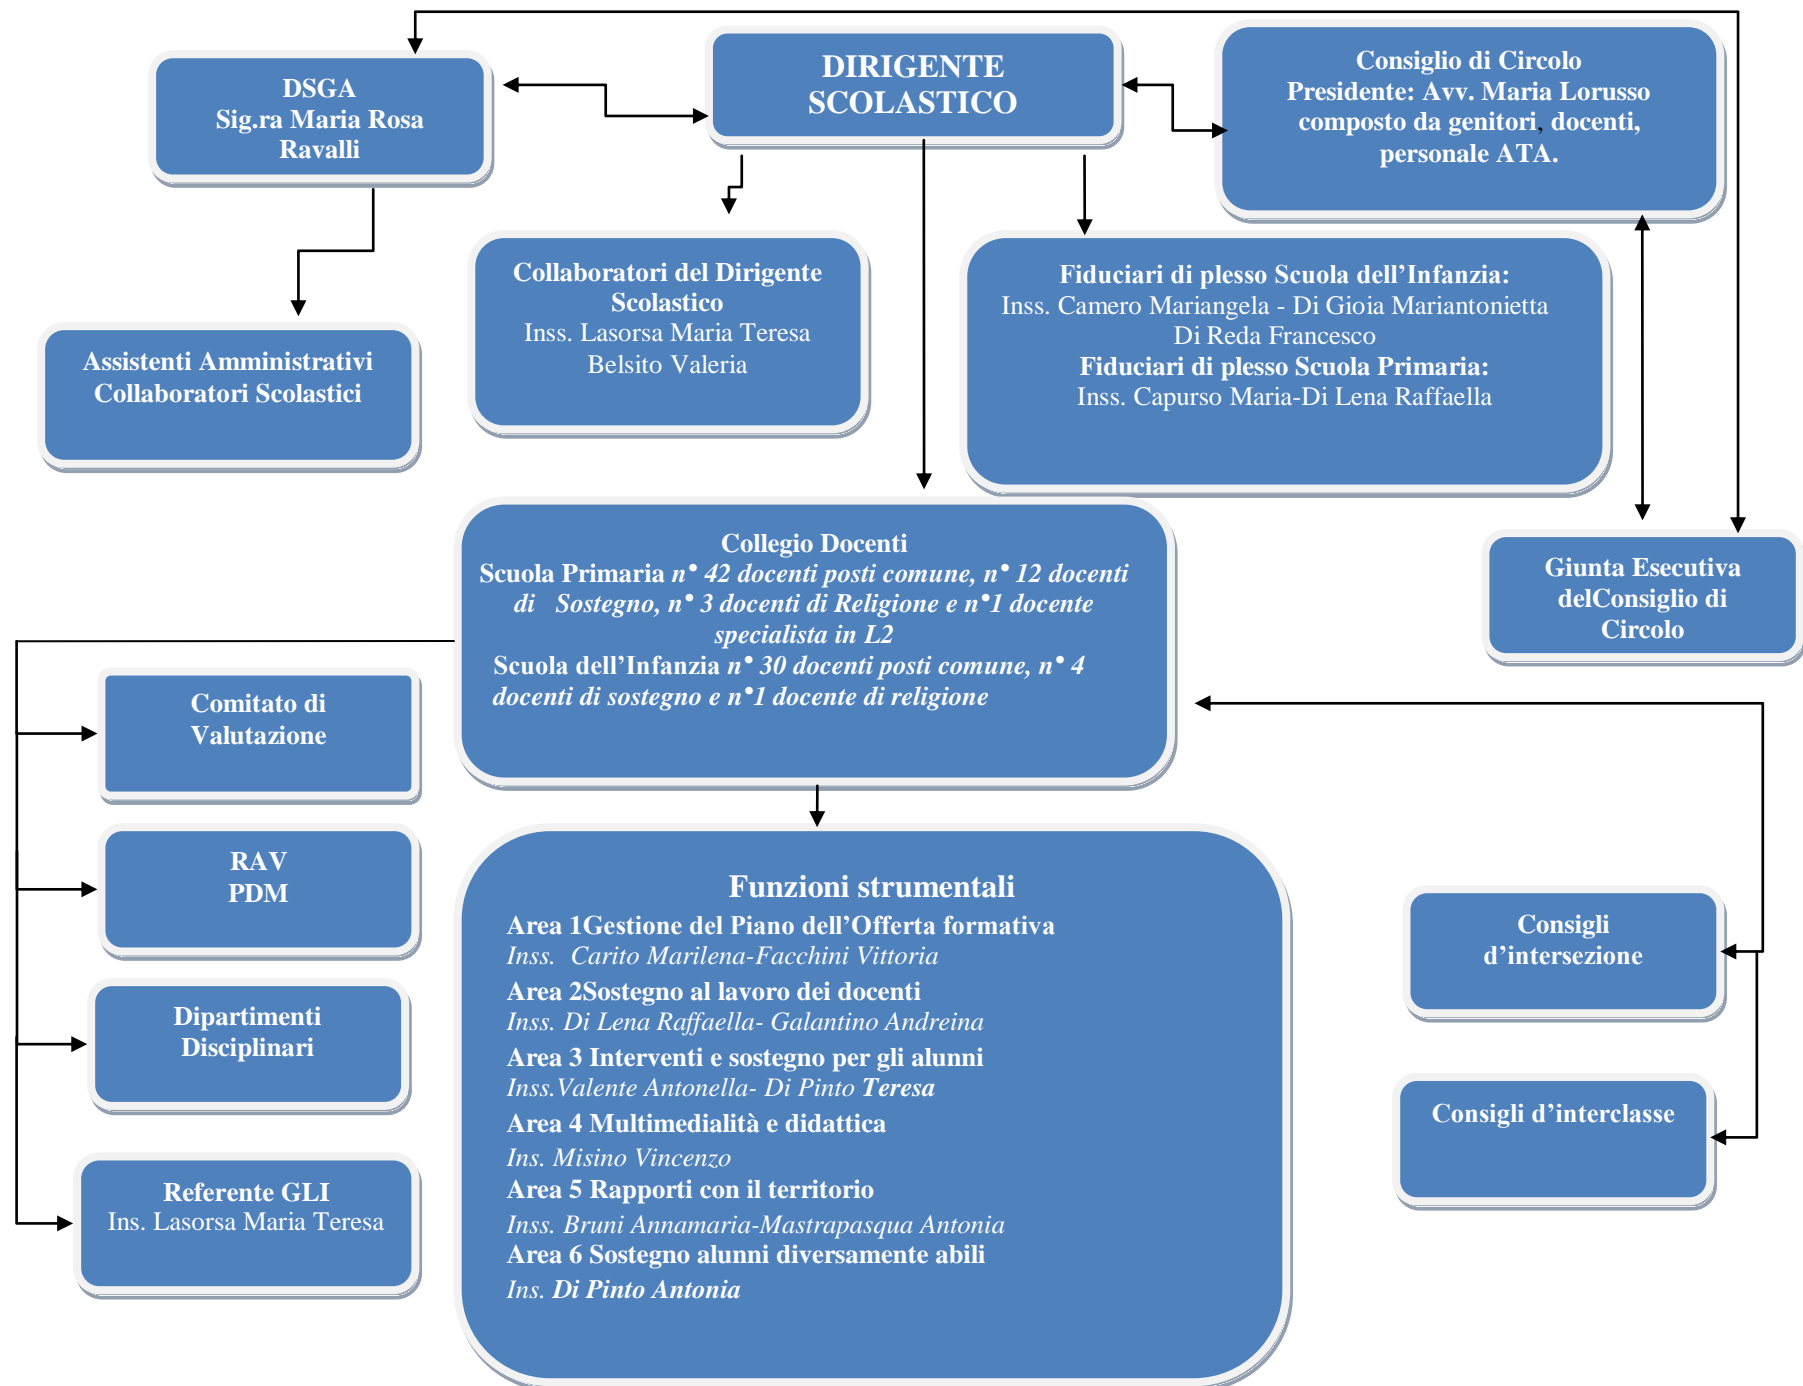 DIRIGENTE
SCOLASTICO
DSGA
Sig.ra Maria Rosa
Ravalli
Consiglio di Circolo
Presidente: Avv. Maria Lorusso
composto da genitori, docenti,
personale ATA.
Collaboratori del Dirigente
Scolastico
Inss. Lasorsa Maria Teresa
Belsito Valeria
Fiduciari di plesso Scuola dell’Infanzia:
Inss. Camero Mariangela - Di Gioia Mariantonietta
Di Reda Francesco
Fiduciari di plesso Scuola Primaria:
Inss. Capurso Maria-Di Lena Raffaella
Assistenti Amministrativi
Collaboratori Scolastici
Collegio Docenti
Scuola Primaria n° 42 docenti posti comune, n° 12 docenti
di Sostegno, n° 3 docenti di Religione e n°1 docente
specialista in L2
Scuola dell’Infanzia n° 30 docenti posti comune, n° 4
docenti di sostegno e n°1 docente di religione
Giunta Esecutiva
delConsiglio di
Circolo
Comitato di
Valutazione
RAV
PDM
Dipartimenti
Disciplinari
Referente GLI
Ins. Lasorsa Maria Teresa
Funzioni strumentali
Area 1Gestione del Piano dell’Offerta formativa
Inss. Carito Marilena-Facchini Vittoria
Area 2Sostegno al lavoro dei docenti
Inss. Di Lena Raffaella- Galantino Andreina
Area 3 Interventi e sostegno per gli alunni
Inss.Valente Antonella- Di Pinto Teresa
Area 4 Multimedialità e didattica
Ins. Misino Vincenzo
Area 5 Rapporti con il territorio
Inss. Bruni Annamaria-Mastrapasqua Antonia
Area 6 Sostegno alunni diversamente abili
Ins. Di Pinto Antonia
Consigli
d’intersezione
Consigli d’interclasse